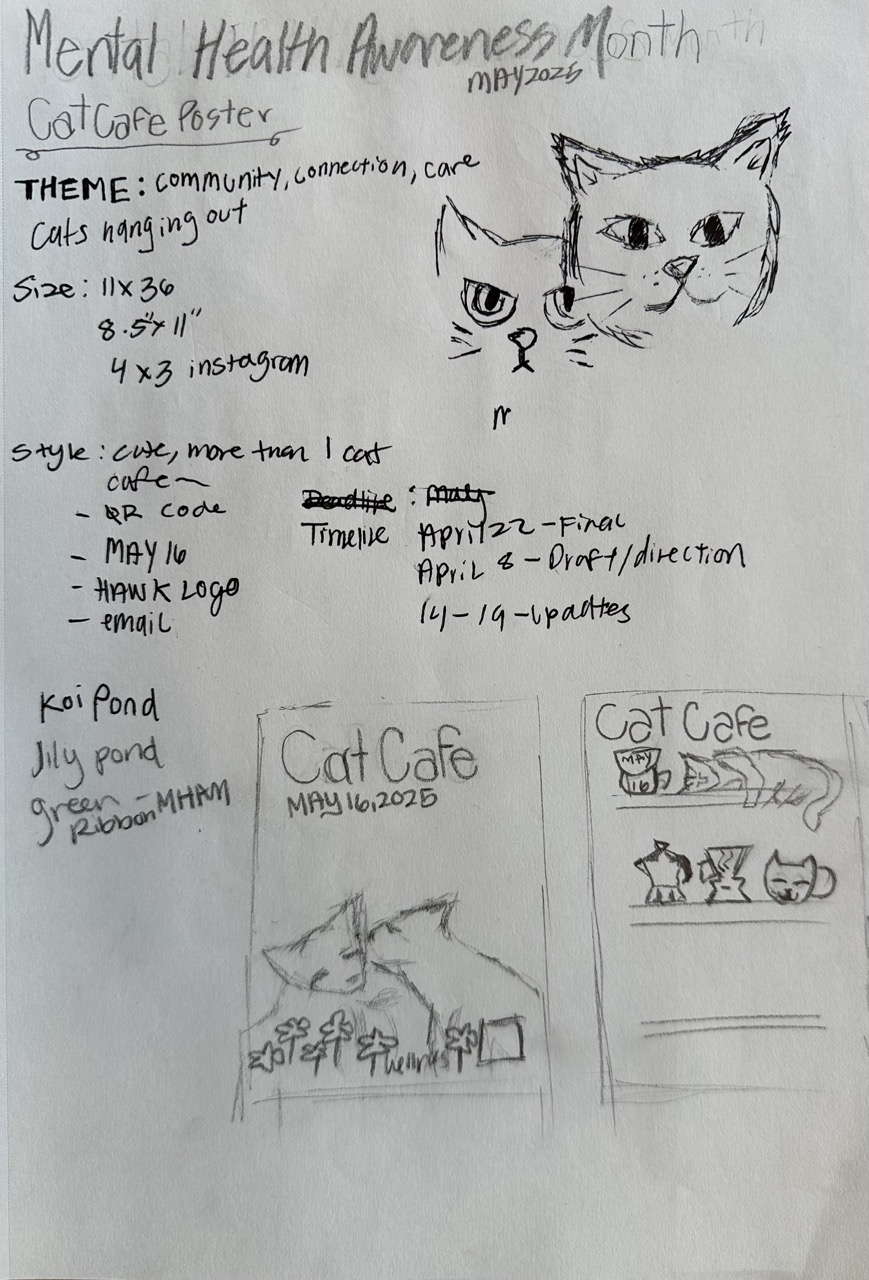 Mental Health Awareness Month
MAY 2025
Cat Cafe Poster
THEME: community, connection, care
Cats hanging out
Size: 11x36
8.5"x 11"
4 x 3 instagram
Style: cute, more than 1 cat
cafe
- QR code
- MAY 16
- HAWK Logo
- email
Deadline: May
Timeline April 22 - Final
April 8 - Draft/direction
14-19 - updates
Koi Pond
lily pond
green - MHAM
Ribbon
Cat Cafe
MAY 16, 2025
Cat Cafe
MAY
16